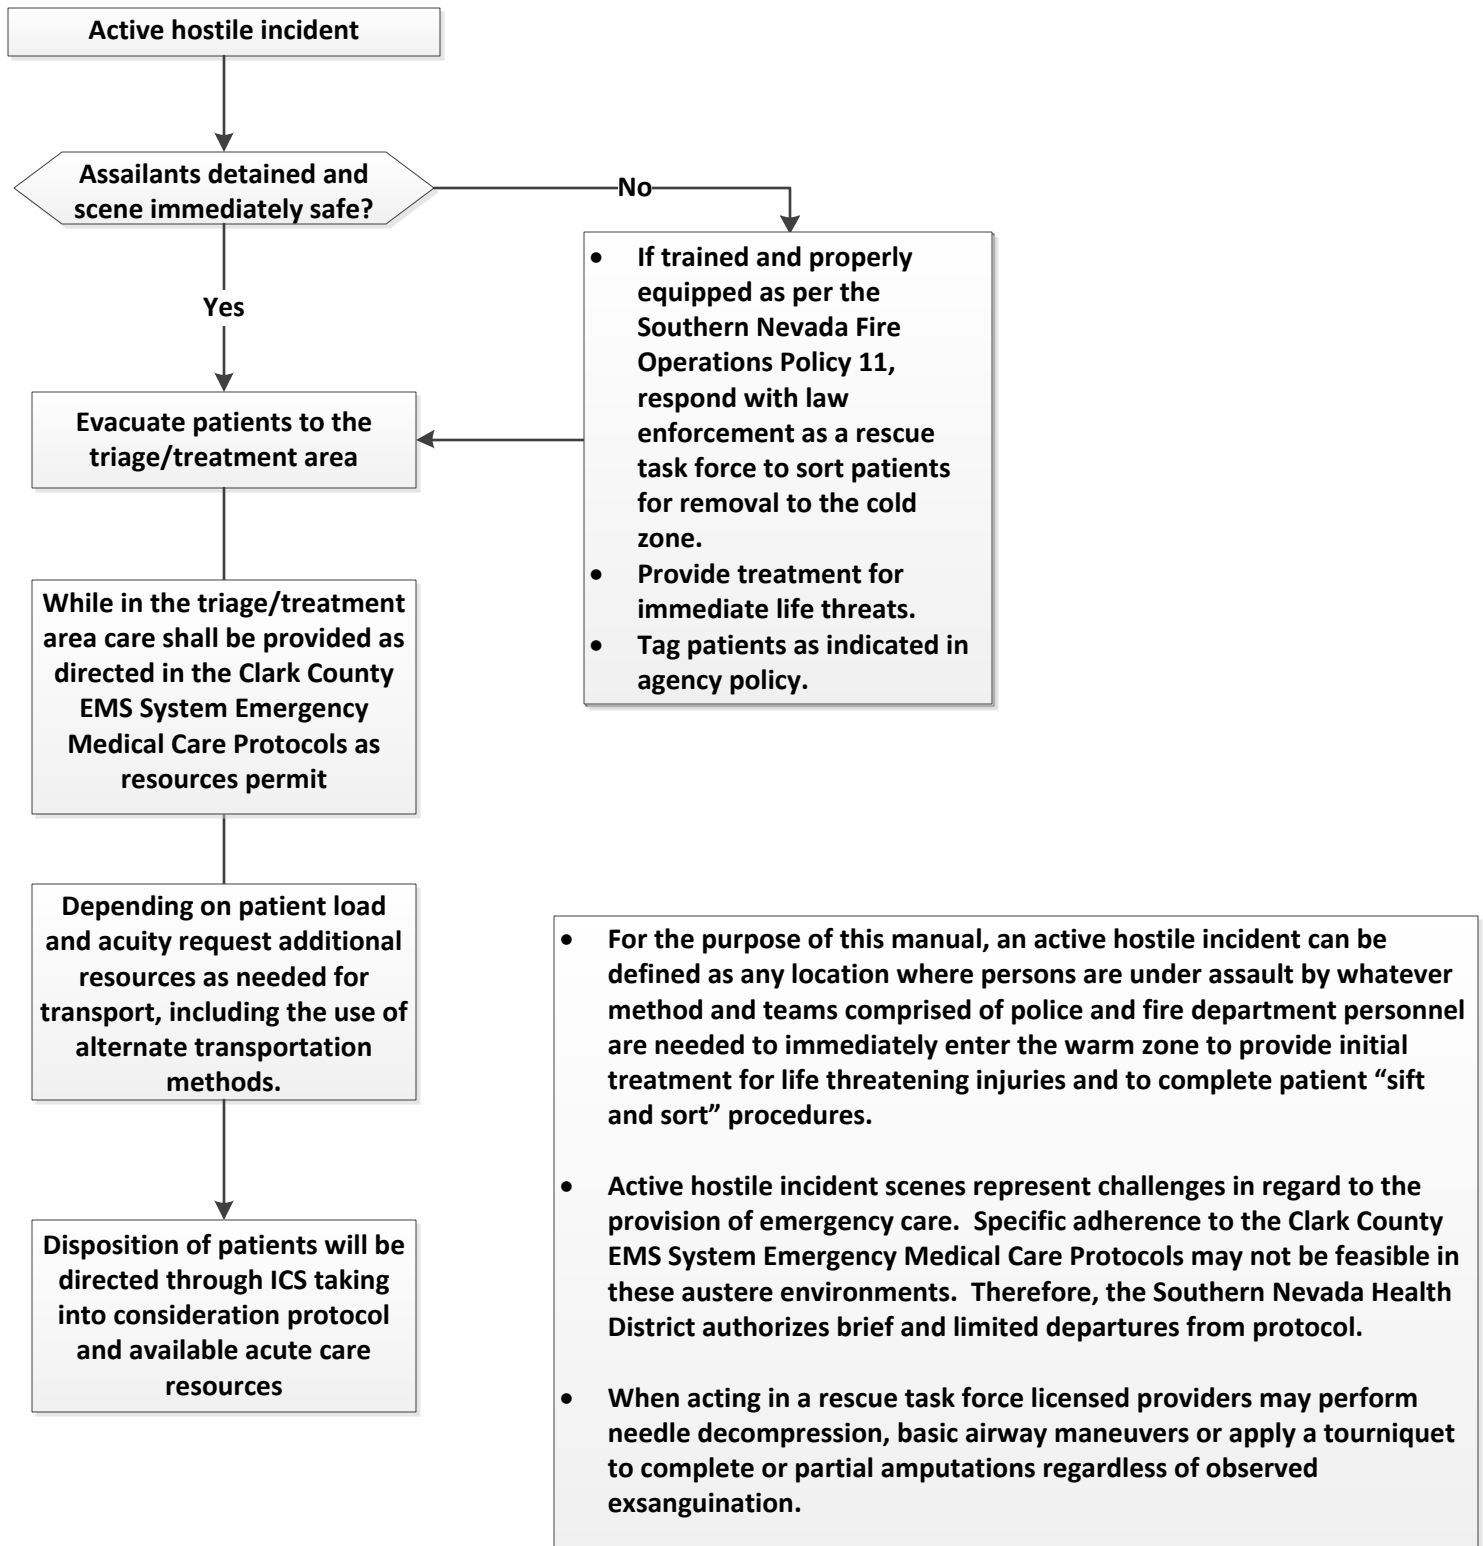 Active hostile incident
Assailants detained and
scene immediately safe?
No
Yes
• If trained and properly
equipped as per the
Southern Nevada Fire
Operations Policy 11,
respond with law
enforcement as a rescue
task force to sort patients
for removal to the cold
zone.
• Provide treatment for
immediate life threats.
• Tag patients as indicated in
agency policy.
Evacuate patients to the
triage/treatment area
While in the triage/treatment
area care shall be provided as
directed in the Clark County
EMS System Emergency
Medical Care Protocols as
resources permit
Depending on patient load
and acuity request additional
resources as needed for
transport, including the use of
alternate transportation
methods.
Disposition of patients will be
directed through ICS taking
into consideration protocol
and available acute care
resources
• For the purpose of this manual, an active hostile incident can be
defined as any location where persons are under assault by whatever
method and teams comprised of police and fire department personnel
are needed to immediately enter the warm zone to provide initial
treatment for life threatening injuries and to complete patient “sift
and sort” procedures.
• Active hostile incident scenes represent challenges in regard to the
provision of emergency care.  Specific adherence to the Clark County
EMS System Emergency Medical Care Protocols may not be feasible in
these austere environments.  Therefore, the Southern Nevada Health
District authorizes brief and limited departures from protocol.
• When acting in a rescue task force licensed providers may perform
needle decompression, basic airway maneuvers or apply a tourniquet
to complete or partial amputations regardless of observed
exsanguination.